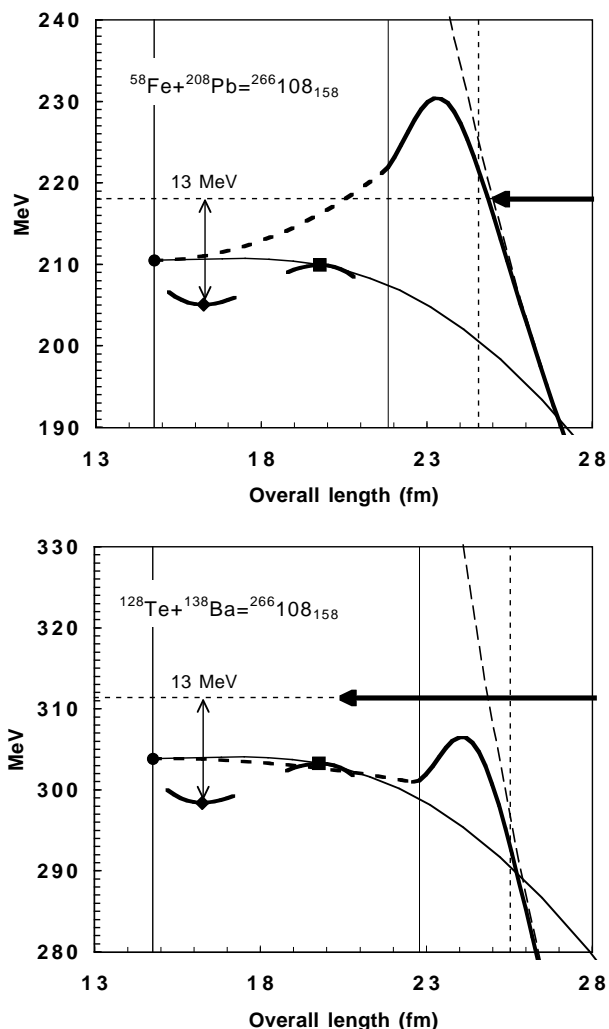 240
⁵⁸Fe+²⁰⁸Pb=²⁶⁶108₁₅₈
230
13 MeV
220
MeV
210
200
190
13 18 23 28
Overall length (fm)
330
¹²⁸Te+¹³⁸Ba=²⁶⁶108₁₅₈
320
13 MeV
310
MeV
300
290
280
13 18 23 28
Overall length (fm)